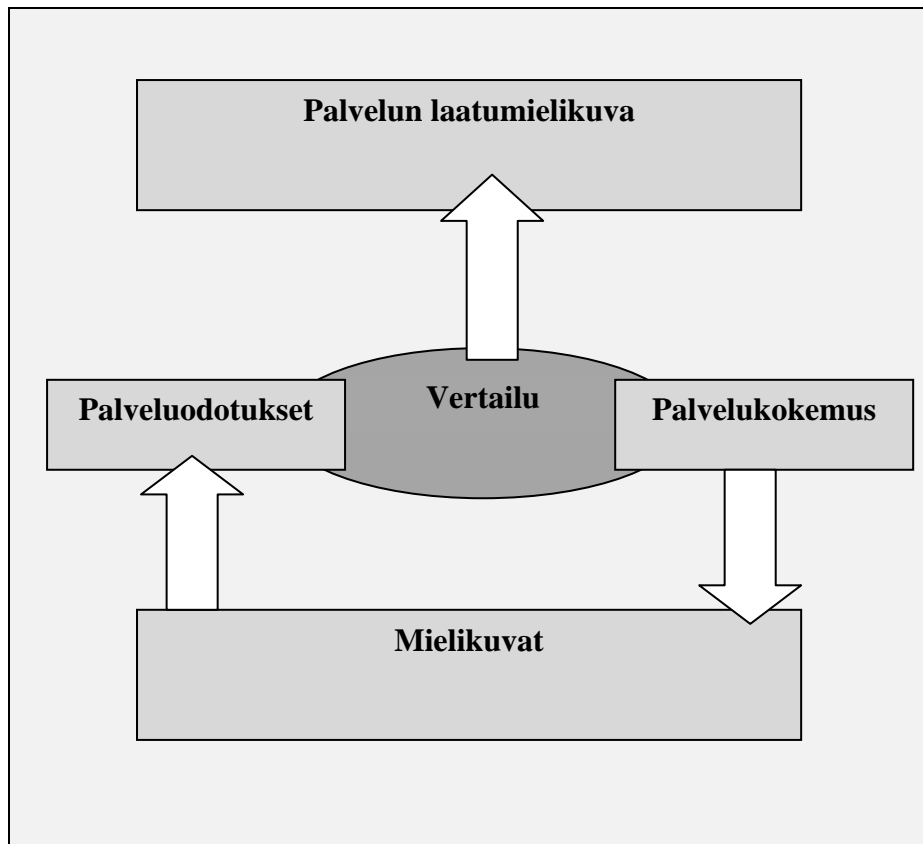 Palvelun laatumielikuva
Palveluodotukset
Vertailu
Palvelukokemus
Mielikuvat